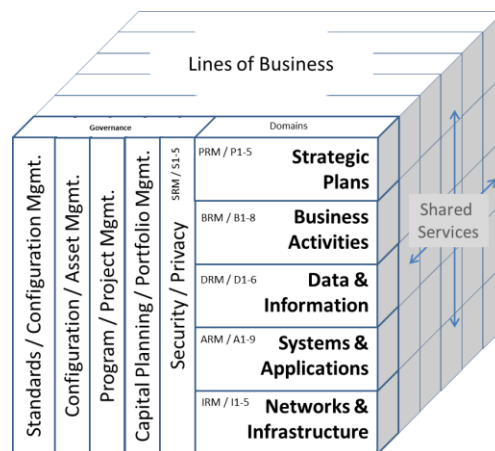 Lines of Business
Governance
Domains
Standards / Configuration Mgmt.
Configuration / Asset Mgmt.
Program / Project Mgmt.
Capital Planning / Portfolio Mgmt.
Security / Privacy
SRM / S1-5
PRM / P1-5
Strategic
Plans
BRM / B1-8
Business
Activities
DRM / D1-6
Data &
Information
ARM / A1-9
Systems &
Applications
IRM / I1-5
Networks &
Infrastructure
Shared
Services